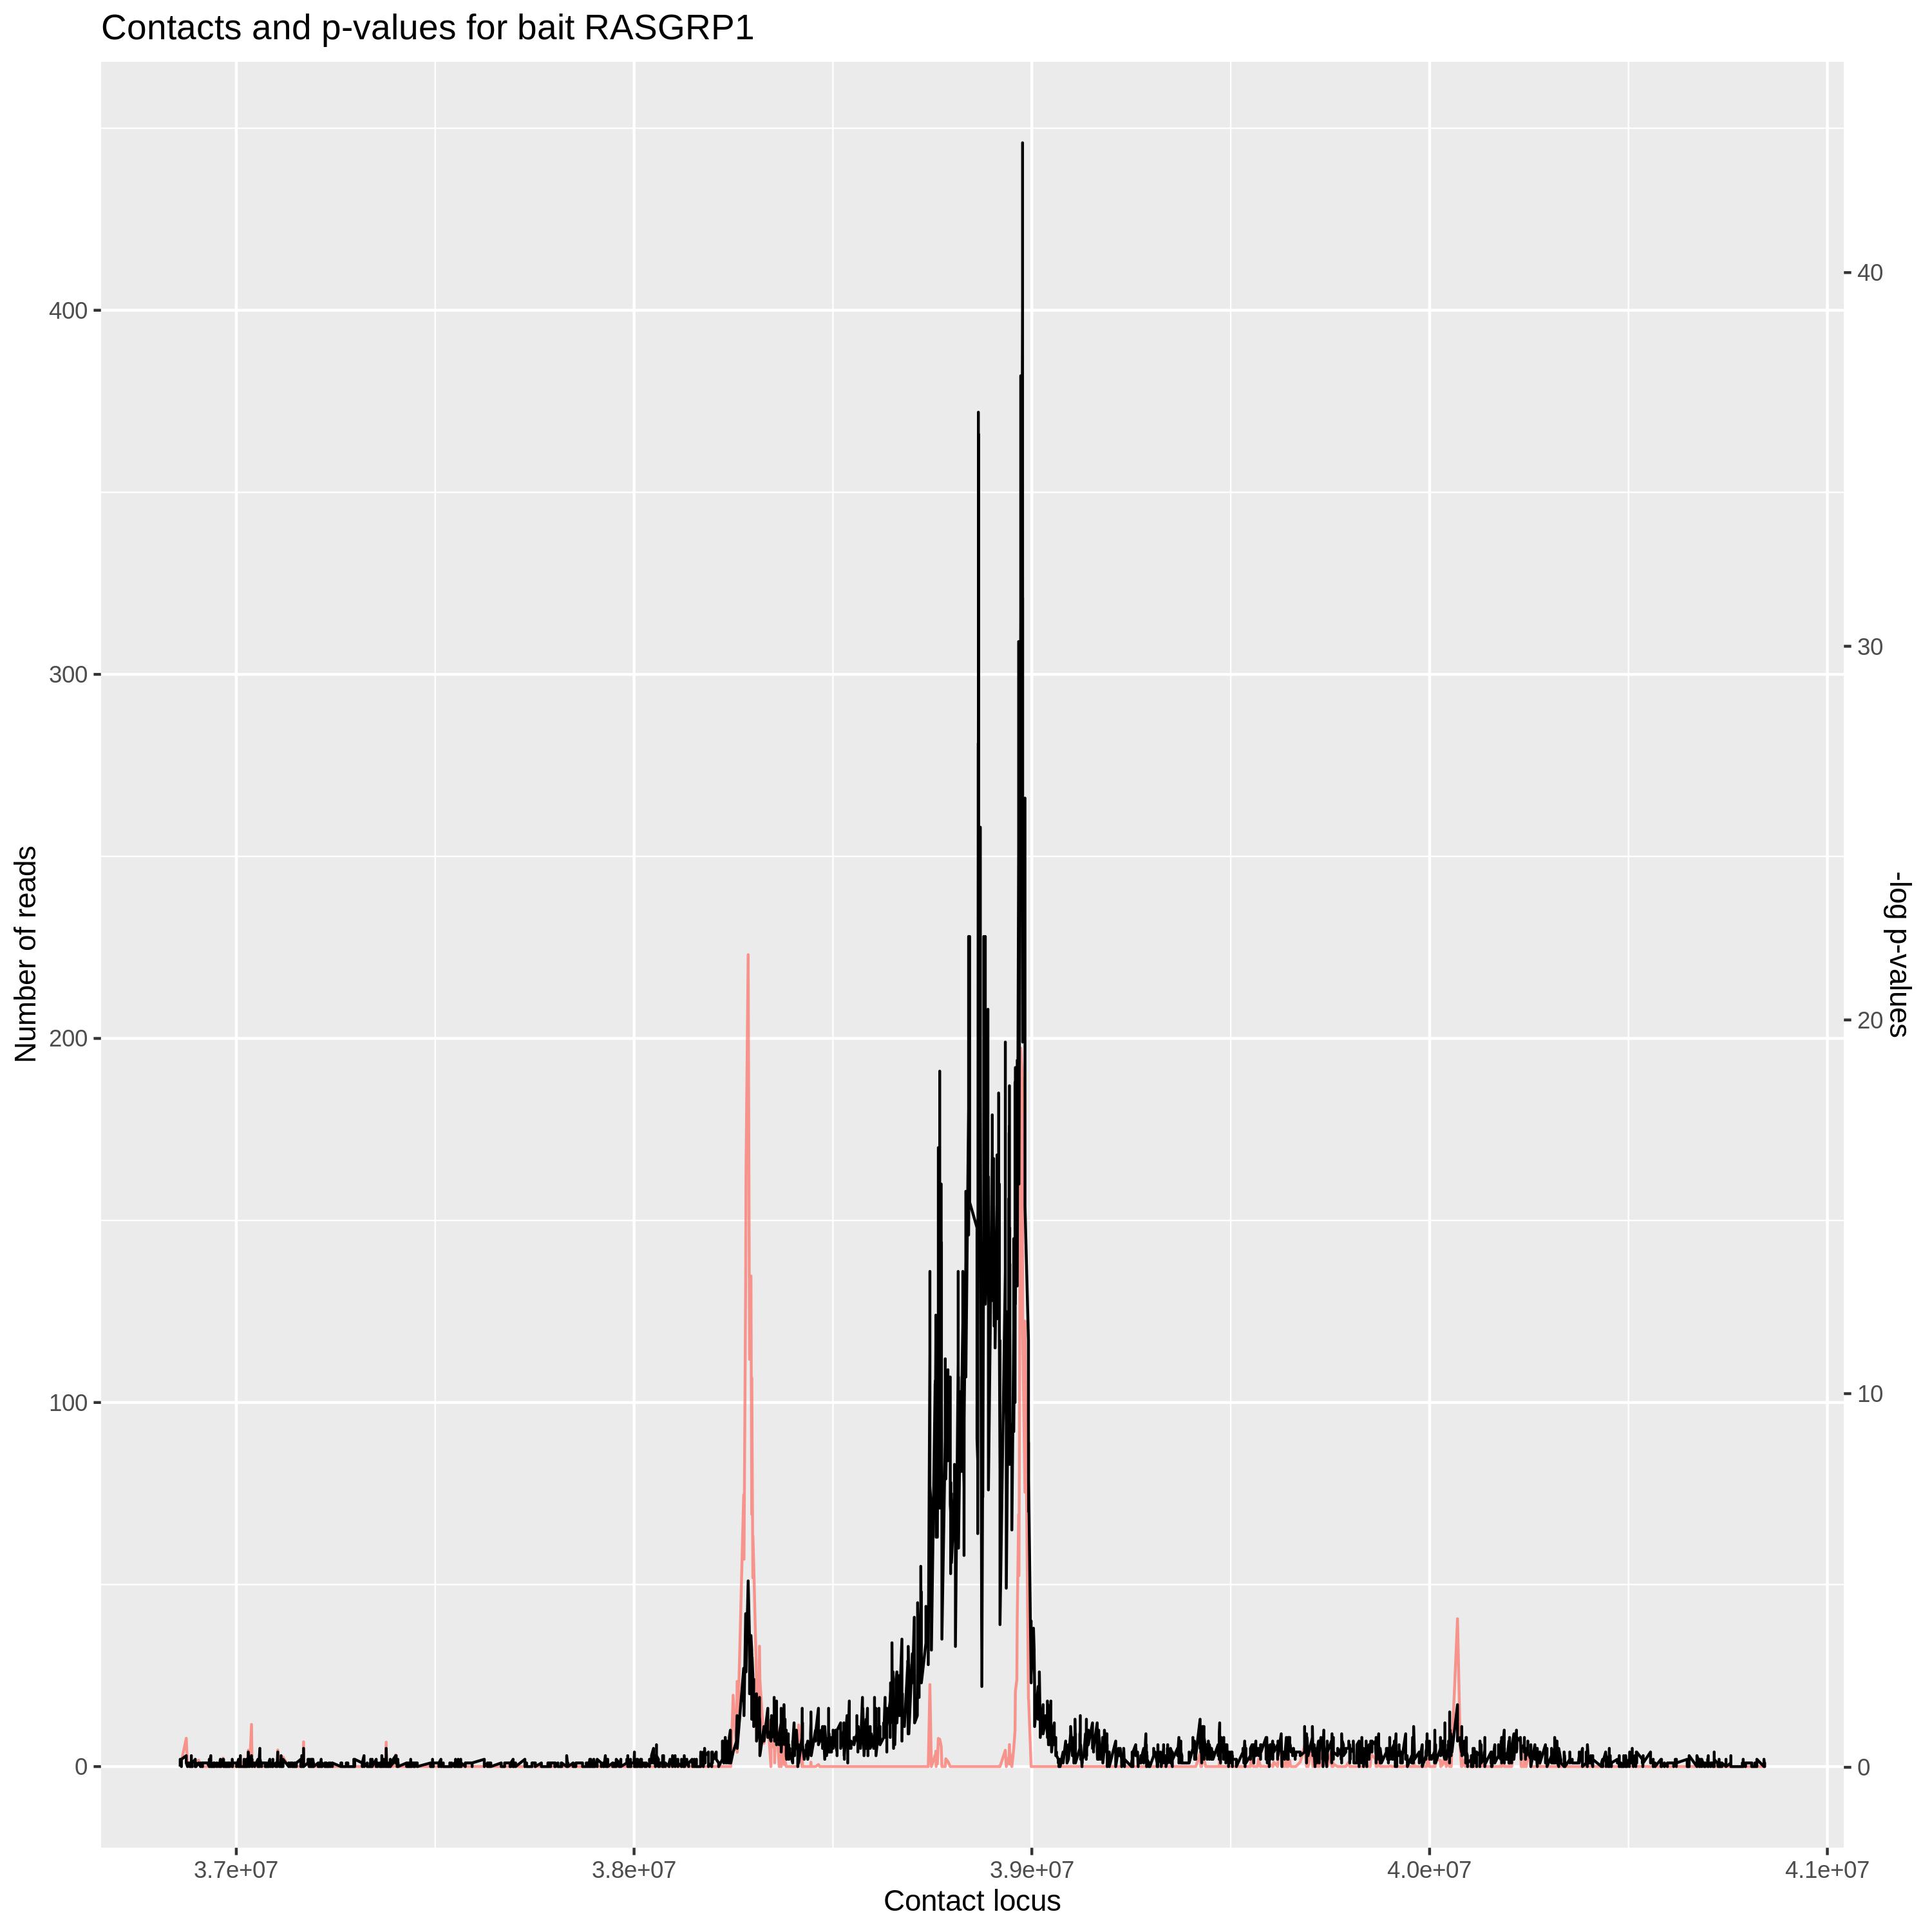 Contacts and p-values for bait RASGRP1
400
300
200
100
0
Number of reads
40
30
20
10
0
-log p-values
3.7e+07
3.8e+07
3.9e+07
4.0e+07
4.1e+07
Contact locus